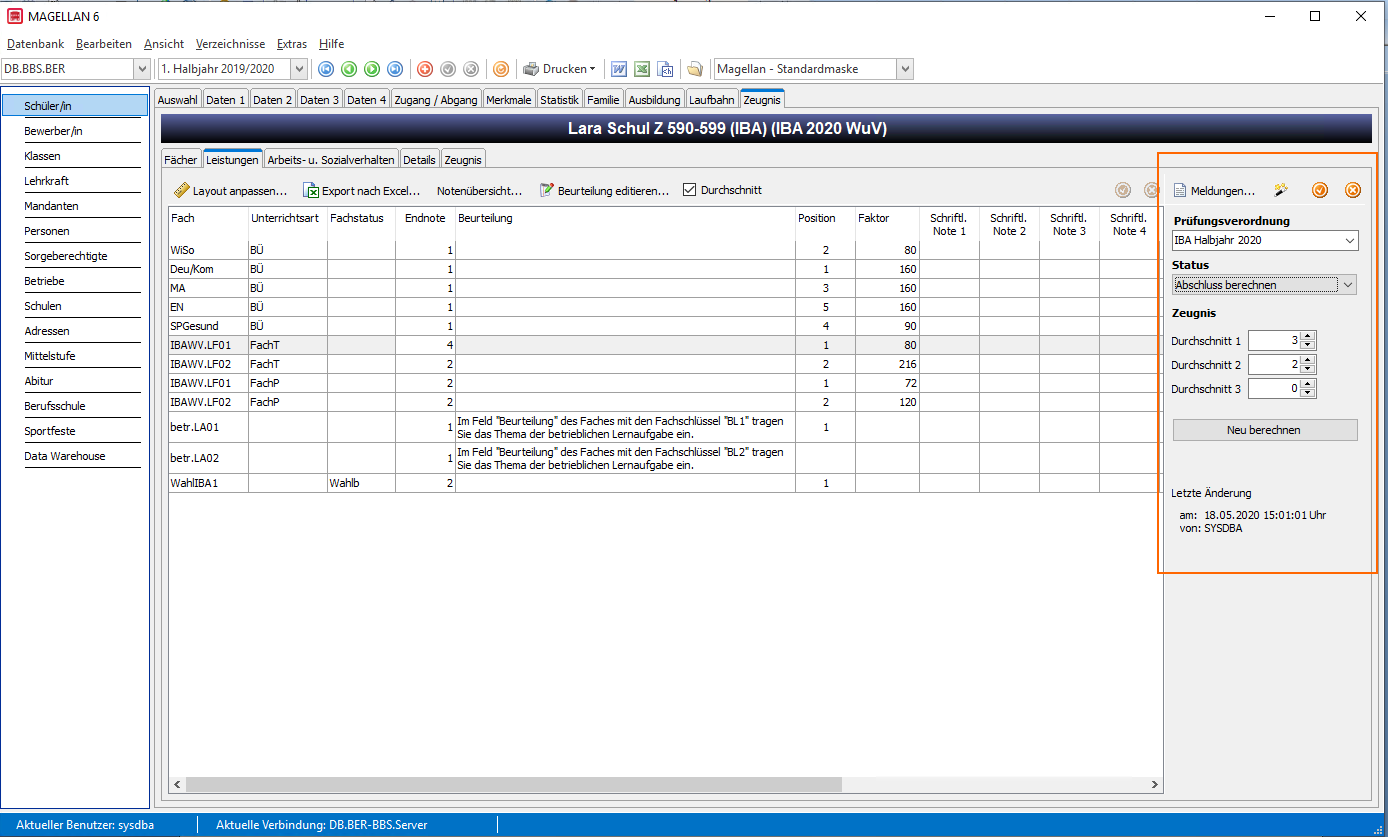 MAGELLAN 6
Datenbank Bearbeiten Ansicht Verzeichnisse Extras Hilfe
DB.BBS.BER 1. Halbjahr 2019/2020 Drucken Magellan - Standardmaske
Schüler/in
Bewerber/in
Klassen
Lehrkraft
Mandanten
Personen
Sorgeberechtigte
Betriebe
Schulen
Adressen
Mittelstufe
Abitur
Berufsschule
Sportfeste
Data Warehouse
Auswahl Daten 1 Daten 2 Daten 3 Daten 4 Zugang / Abgang Merkmale Statistik Familie Ausbildung Laufbahn Zeugnis
Lara Schul Z 590-599 (IBA) (IBA 2020 WuV)
Fächer Leistungen Arbeits- u. Sozialverhalten Details Zeugnis
Layout anpassen... Export nach Excel... Notenübersicht... Beurteilung editieren... Durchschnitt
Fach Unterrichtsart Fachstatus Endnote Beurteilung Position Faktor Schriftl. Note 1 Schriftl. Note 2 Schriftl. Note 3 Schriftl. Note 4
WiSo BÜ 1 2 80
Deu/Kom BÜ 1 1 160
MA BÜ 1 3 160
EN BÜ 1 5 160
SPGesund BÜ 1 4 90
IBAWV.LF01 FachT 4 1 80
IBAWV.LF02 FachT 2 2 216
IBAWV.LF01 FachP 2 1 72
IBAWV.LF02 FachP 2 2 120
betr.LA01 1 Im Feld "Beurteilung" des Faches mit den Fachschlüssel "BL1" tragen
Sie das Thema der betrieblichen Lernaufgabe ein. 1
betr.LA02 1 Im Feld "Beurteilung" des Faches mit den Fachschlüssel "BL2" tragen
Sie das Thema der betrieblichen Lernaufgabe ein.
WahlIBA1 Wahlb 2 1
Meldungen...
Prüfungsverordnung
IBA Halbjahr 2020
Status
Abschluss berechnen
Zeugnis
Durchschnitt 1 3
Durchschnitt 2 2
Durchschnitt 3 0
Neu berechnen
Letzte Änderung
am: 18.05.2020 15:01:01 Uhr
von: SYSDBA
Aktueller Benutzer: sysdba Aktuelle Verbindung: DB.BER-BBS.Server